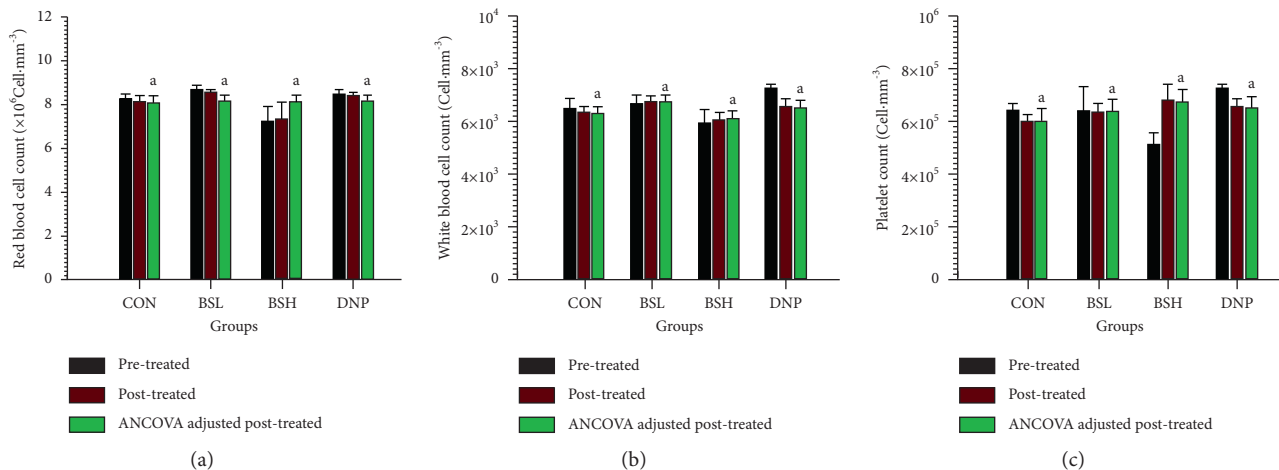 12
10
8
6
4
2
0
Red blood cell count (×10⁶Cell·mm⁻³)
a
a
a
a
CON
BSL
BSH
DNP
Groups
Pre-treated
Post-treated
ANCOVA adjusted post-treated
(a)
10⁴
8×10³
6×10³
4×10³
2×10³
0
White blood cell count (Cell·mm⁻³)
a
a
a
a
CON
BSL
BSH
DNP
Groups
Pre-treated
Post-treated
ANCOVA adjusted post-treated
(b)
10⁶
8×10⁵
6×10⁵
4×10⁵
2×10⁵
0
Platelet count (Cell·mm⁻³)
a
a
a
a
CON
BSL
BSH
DNP
Groups
Pre-treated
Post-treated
ANCOVA adjusted post-treated
(c)